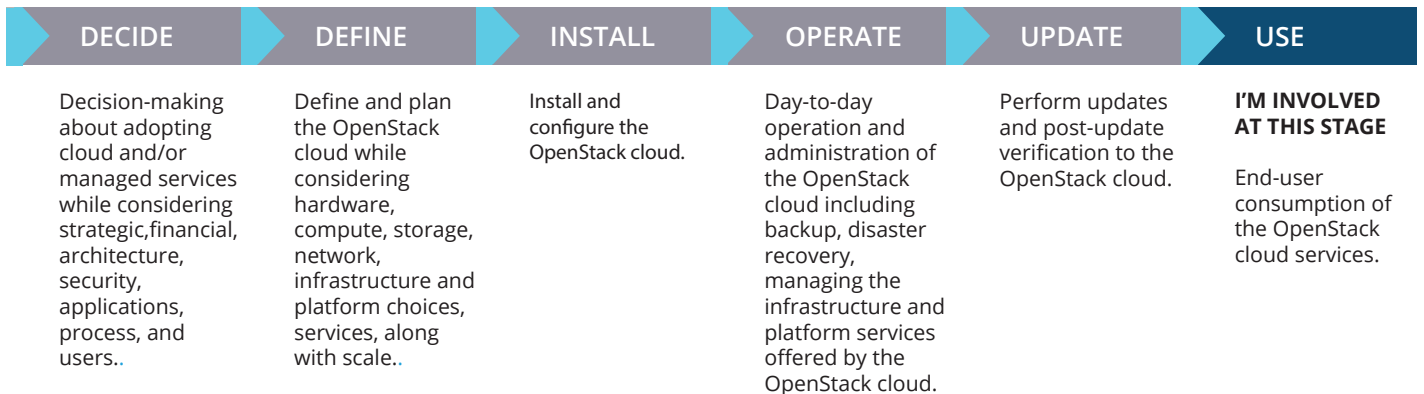 DECIDE
Decision-making
about adopting
cloud and/or
managed services
while considering
strategic,financial,
architecture,
security,
applications,
process, and
users..
DEFINE
Define and plan
the OpenStack
cloud while
considering
hardware,
compute, storage,
network,
infrastructure and
platform choices,
services, along
with scale..
INSTALL
Install and
configure the
OpenStack cloud.
OPERATE
Day-to-day
operation and
administration of
the OpenStack
cloud including
backup, disaster
recovery,
managing the
infrastructure and
platform services
offered by the
OpenStack cloud.
UPDATE
Perform updates
and post-update
verification to the
OpenStack cloud.
USE
I'M INVOLVED
AT THIS STAGE
End-user
consumption of
the OpenStack
cloud services.